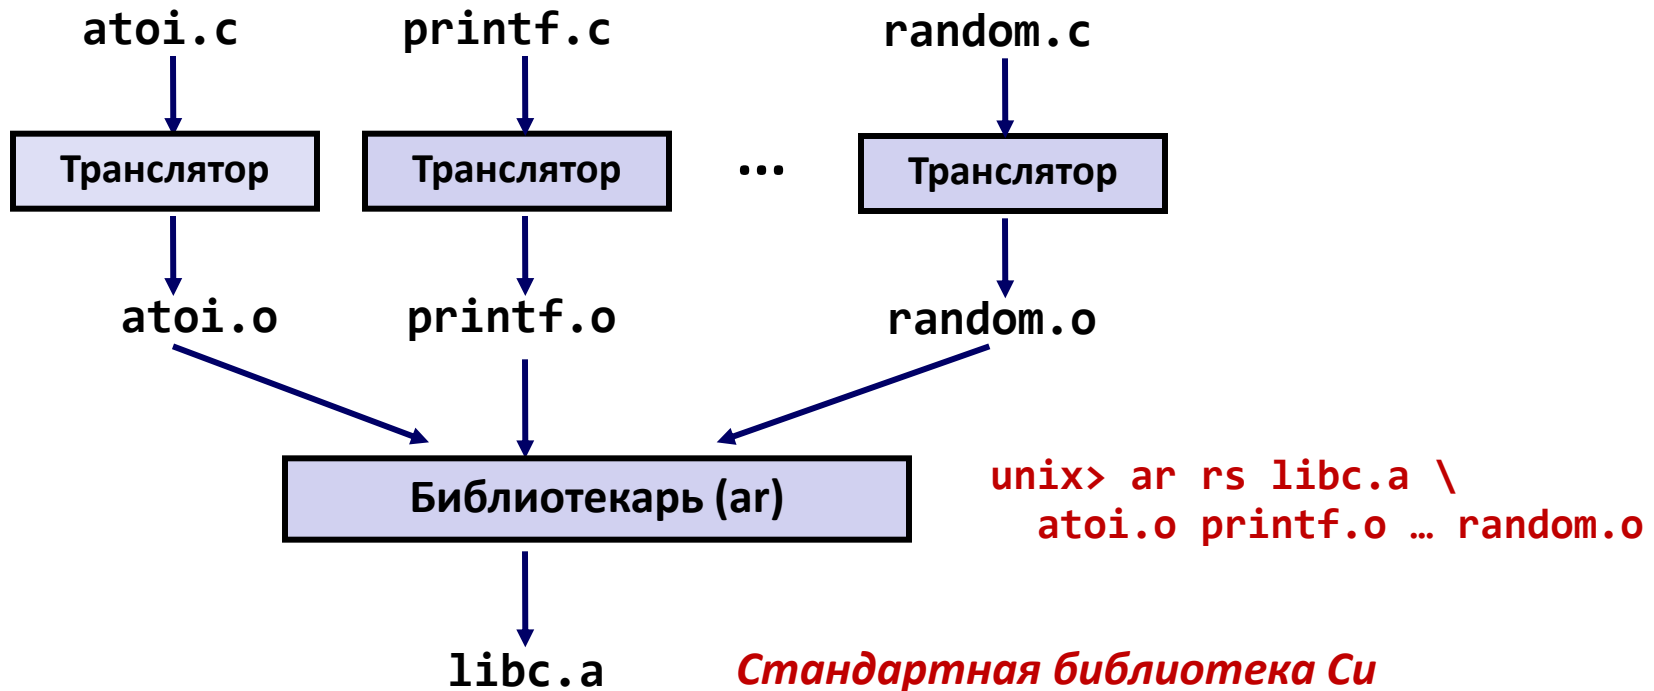 atoi.c printf.c random.c
Транслятор Транслятор ... Транслятор
atoi.o printf.o random.o
Библиотекарь (ar)
unix> ar rs libc.a \
atoi.o printf.o … random.o
libc.a Стандартная библиотека Си